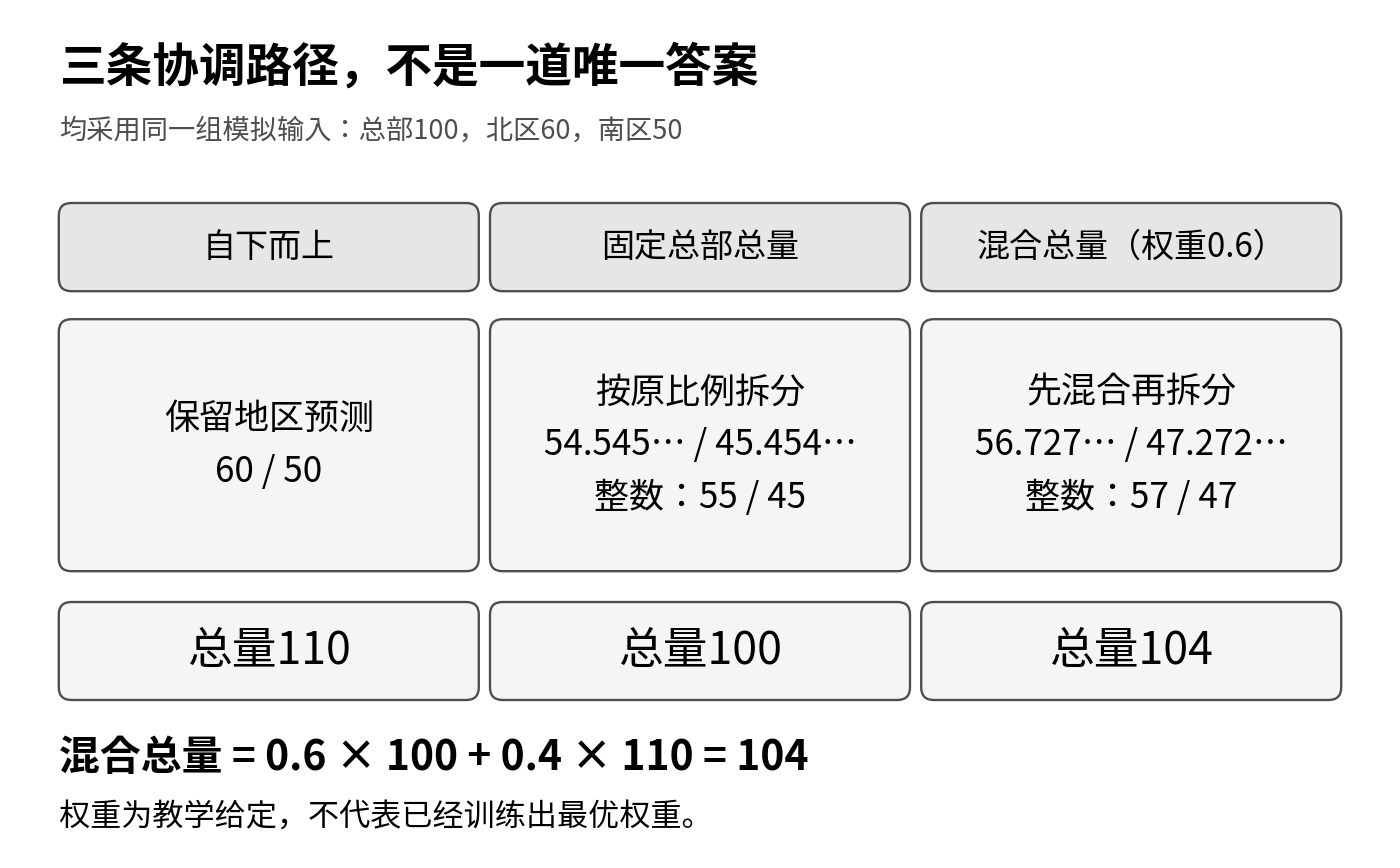 三条协调路径，不是一道唯一答案
均采用同一组模拟输入：总部100，北区60，南区50
自下而上
固定总部总量
混合总量（权重0.6）
保留地区预测
60 / 50
按原比例拆分
54.545… / 45.454…
整数：55 / 45
先混合再拆分
56.727… / 47.272…
整数：57 / 47
总量110
总量100
总量104
混合总量 = 0.6 × 100 + 0.4 × 110 = 104
权重为教学给定，不代表已经训练出最优权重。